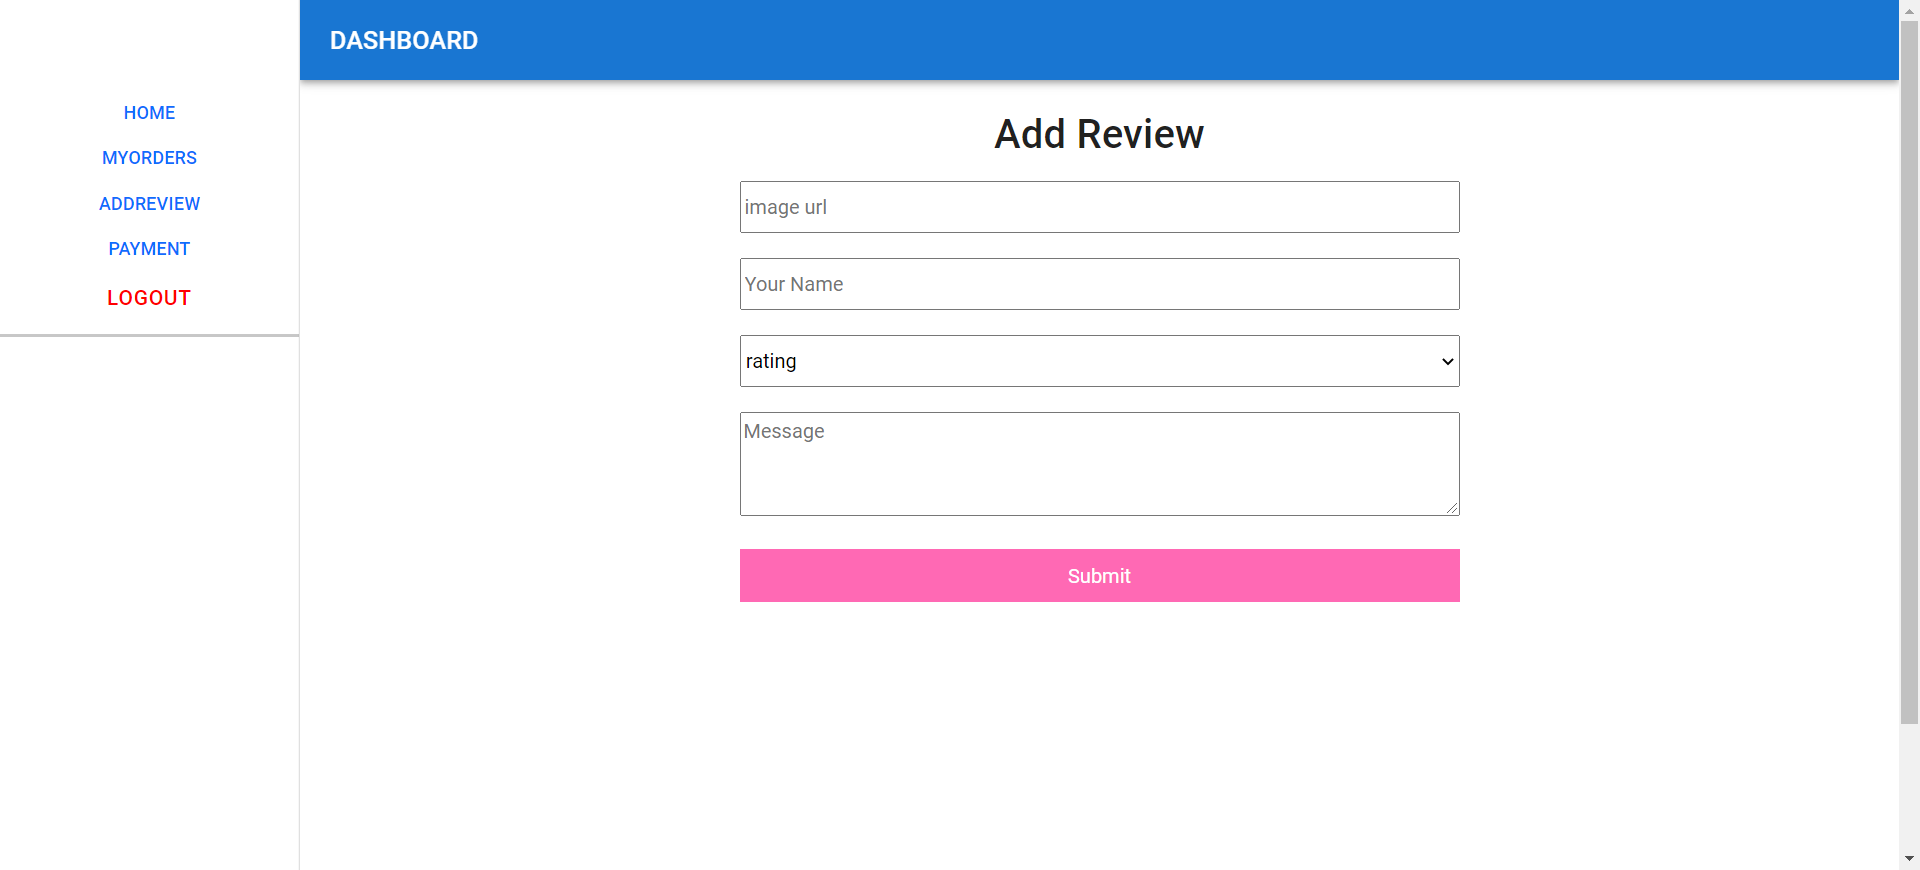 DASHBOARD
HOME
MYORDERS
ADDREVIEW
PAYMENT
LOGOUT
Add Review
image url
Your Name
rating
Message
Submit